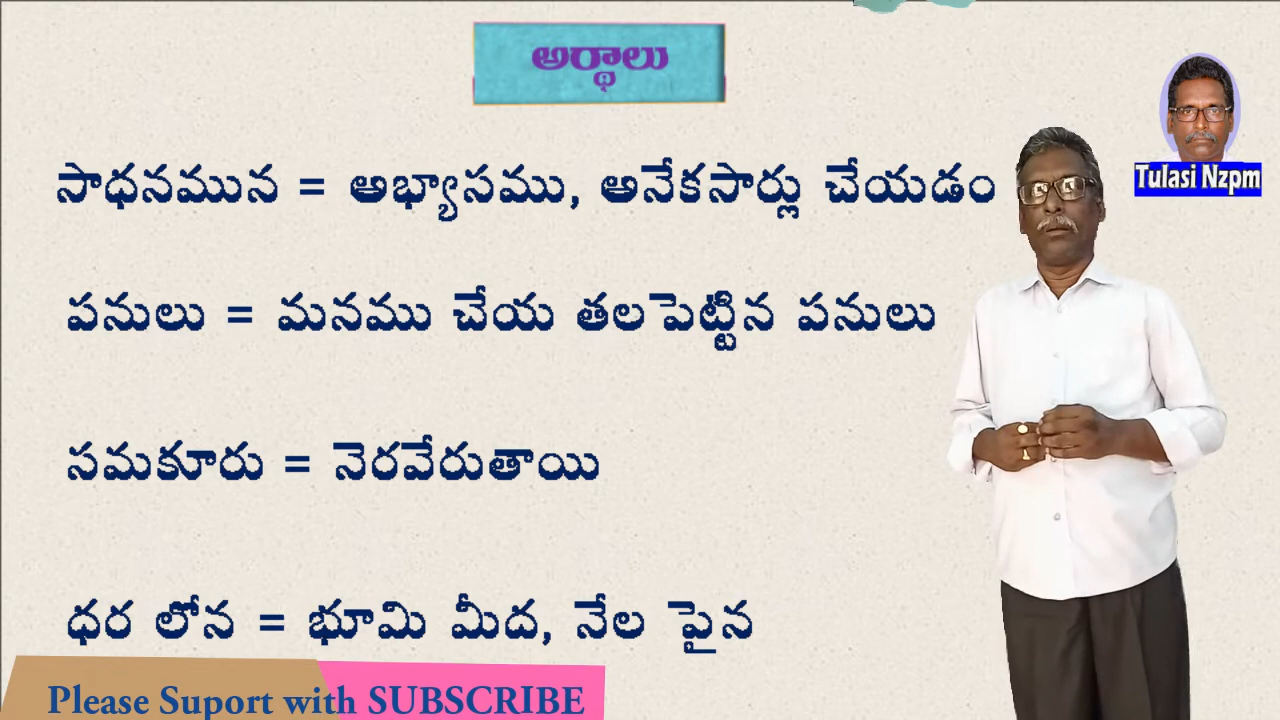 అర్థాలు
Tulasi Nzpm
సాధనమున = అభ్యాసము, అనేకసార్లు చేయడం
పనులు = మనము చేయ తలపెట్టిన పనులు
సమకూరు = నెరవేరుతాయి
ధర లోన = భూమి మీద, నేల పైన
Please Suport with SUBSCRIBE